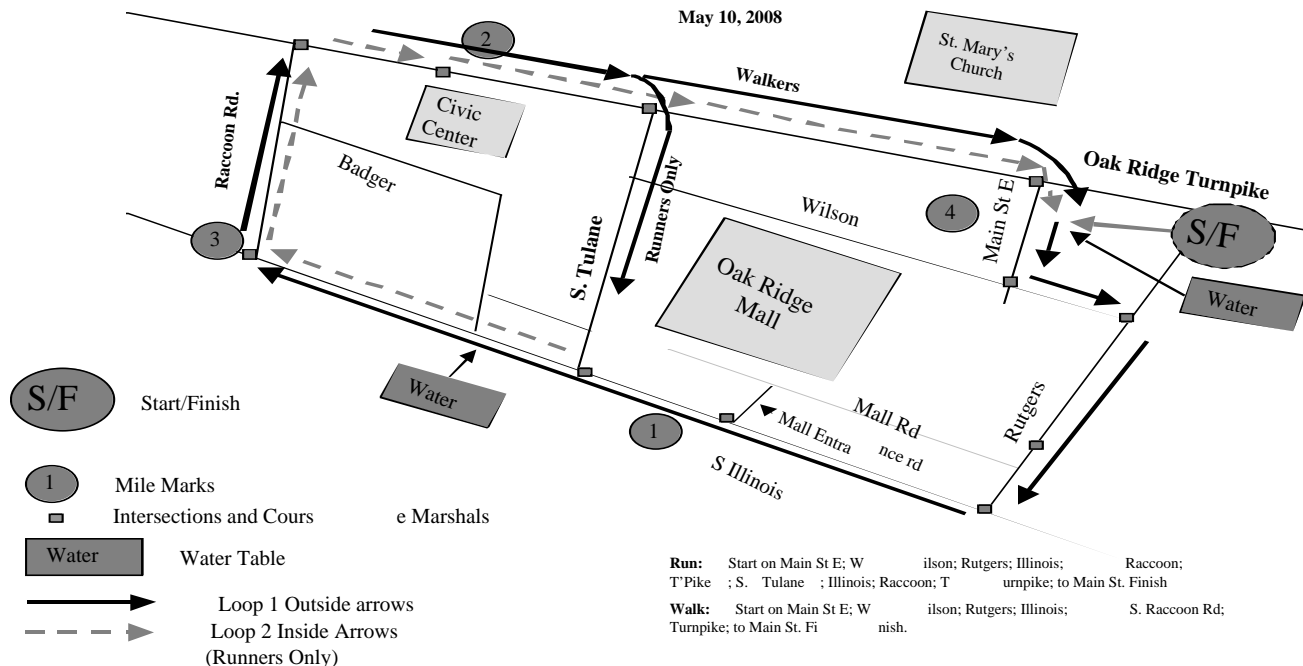 May 10, 2008
2
St. Mary's
Church
Walkers
Civic
Center
Raccoon Rd.
Badger
Runners Only
Oak Ridge Turnpike
Main St E
4
Wilson
S/F
3
S. Tulane
Oak Ridge
Mall
Water
Water
Rutgers
Mall Rd
Mall Entra nce rd
1
S Illinois
S/F Start/Finish
1 Mile Marks
Intersections and Cours e Marshals
Water Water Table
Loop 1 Outside arrows
Loop 2 Inside Arrows
(Runners Only)
Run: Start on Main St E; W ilson; Rutgers; Illinois; Raccoon;
T'Pike ; S. Tulane ; Illinois; Raccoon; T urnpike; to Main St. Finish
Walk: Start on Main St E; W ilson; Rutgers; Illinois; S. Raccoon Rd;
Turnpike; to Main St. Fi nish.